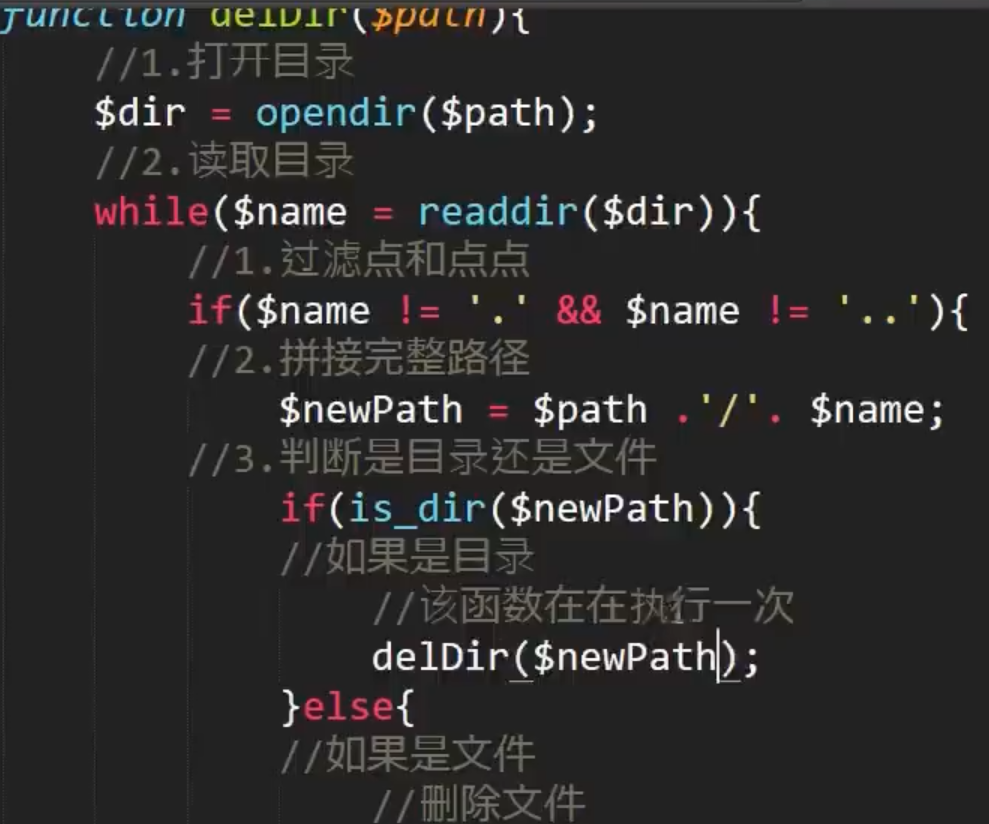 function delDir($path){
//1.打开目录
$dir = opendir($path);
//2.读取目录
while($name = readdir($dir)){
//1.过滤点和点点
if($name != '.' && $name != '..'){
//2.拼接完整路径
$newPath = $path .'/'. $name;
//3.判断是目录还是文件
if(is_dir($newPath)){
//如果是目录
//该函数在在执行一次
delDir($newPath);
}else{
//如果是文件
//删除文件